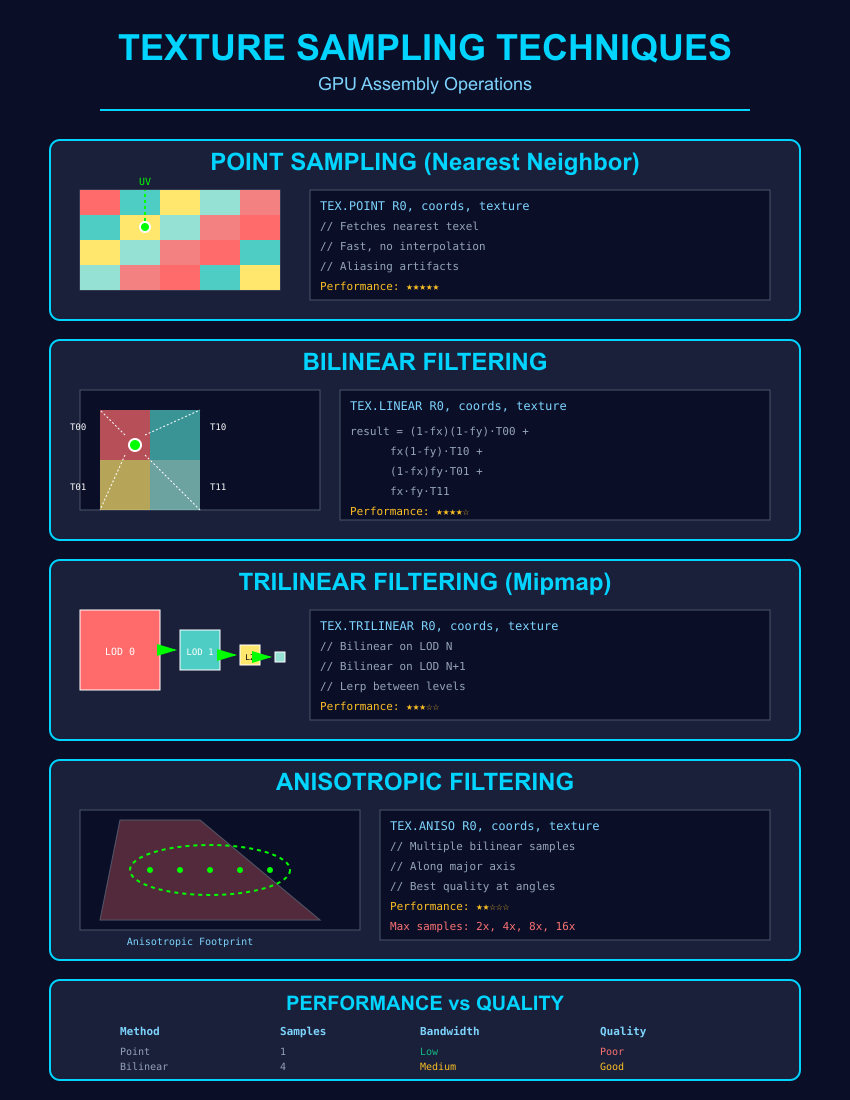 TEXTURE SAMPLING TECHNIQUES
GPU Assembly Operations
POINT SAMPLING (Nearest Neighbor)
UV
TEX.POINT R0, coords, texture
// Fetches nearest texel
// Fast, no interpolation
// Aliasing artifacts
Performance: ★★★★★
BILINEAR FILTERING
T00
T10
T01
T11
TEX.LINEAR R0, coords, texture
result = (1-fx)(1-fy)·T00 +
fx(1-fy)·T10 +
(1-fx)fy·T01 +
fx·fy·T11
Performance: ★★★★☆
TRILINEAR FILTERING (Mipmap)
LOD 0
LOD 1
TEX.TRILINEAR R0, coords, texture
// Bilinear on LOD N
// Bilinear on LOD N+1
// Lerp between levels
Performance: ★★★☆☆
ANISOTROPIC FILTERING
Anisotropic Footprint
TEX.ANISO R0, coords, texture
// Multiple bilinear samples
// Along major axis
// Best quality at angles
Performance: ★★☆☆☆
Max samples: 2x, 4x, 8x, 16x
PERFORMANCE vs QUALITY
Method Samples Bandwidth Quality
Point 1 Low Poor
Bilinear 4 Medium Good